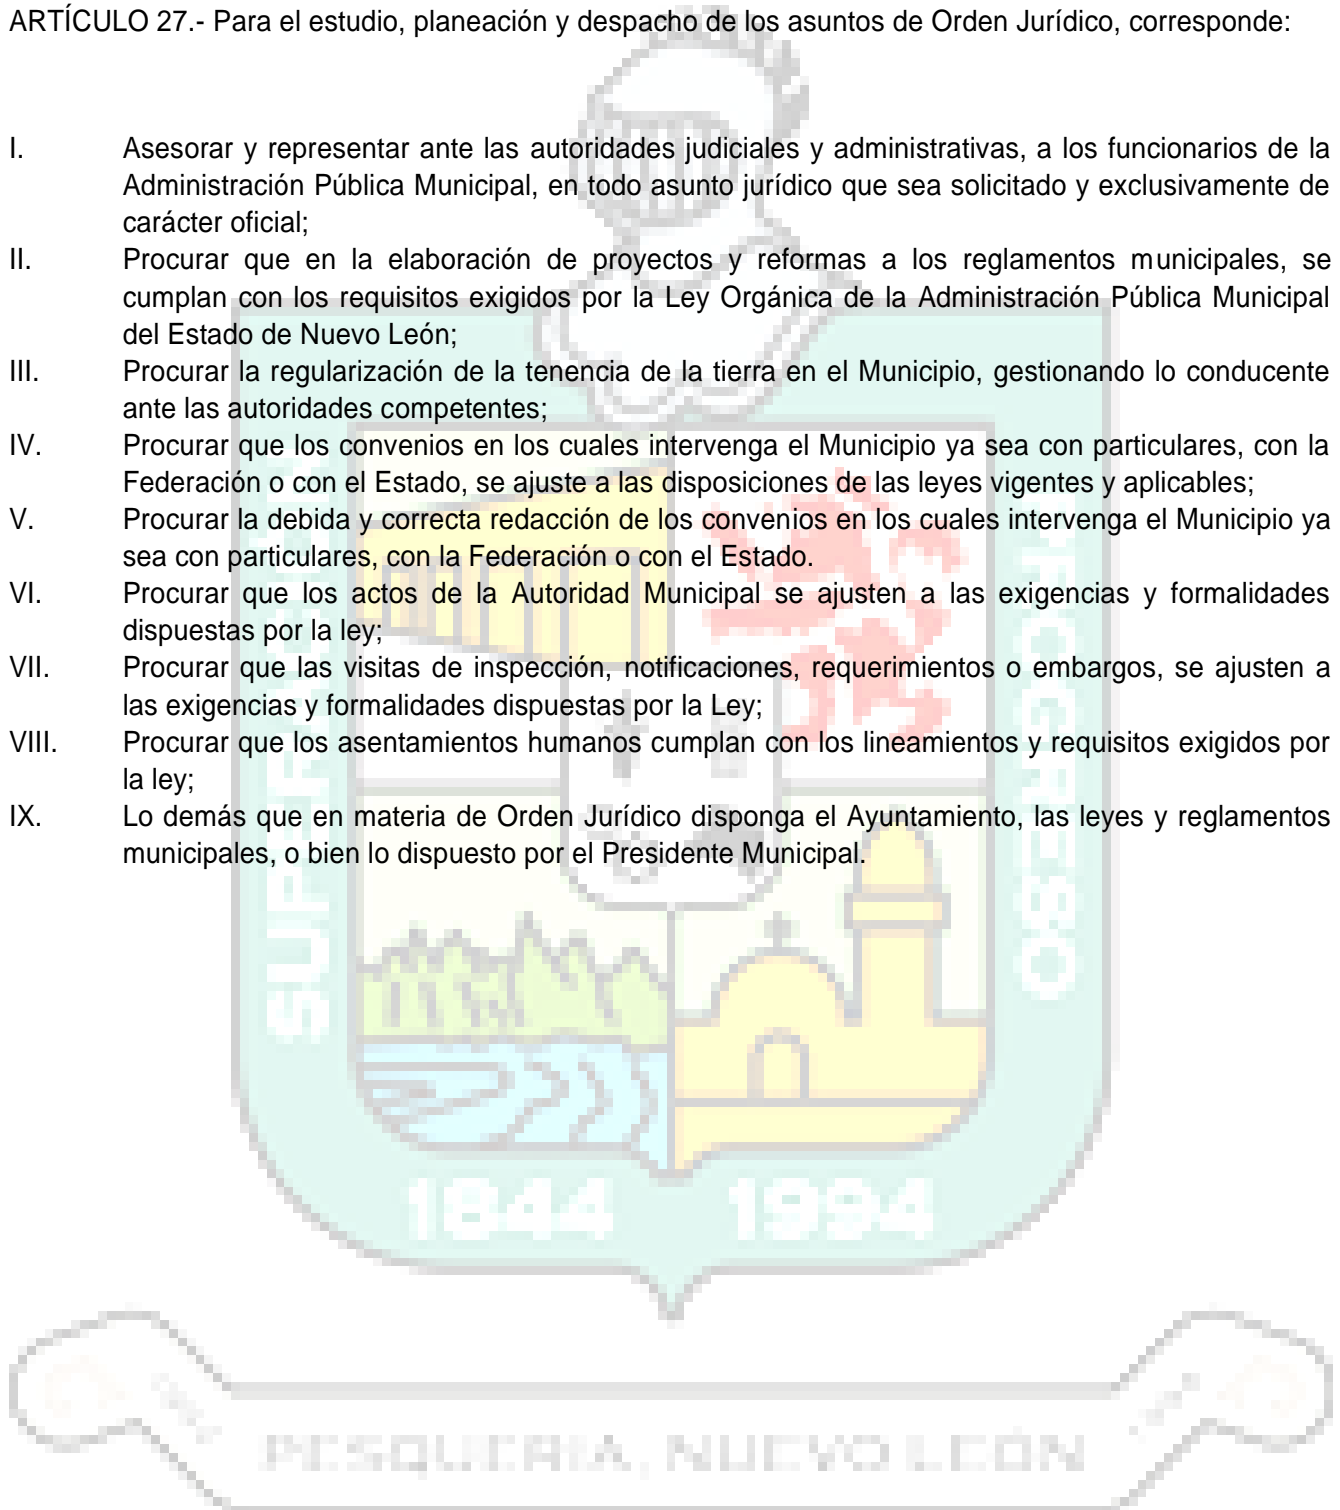 ARTÍCULO 27.- Para el estudio, planeación y despacho de los asuntos de Orden Jurídico, corresponde:
I. Asesorar y representar ante las autoridades judiciales y administrativas, a los funcionarios de la
Administración Pública Municipal, en todo asunto jurídico que sea solicitado y exclusivamente de
carácter oficial;
II. Procurar que en la elaboración de proyectos y reformas a los reglamentos municipales, se
cumplan con los requisitos exigidos por la Ley Orgánica de la Administración Pública Municipal
del Estado de Nuevo León;
III. Procurar la regularización de la tenencia de la tierra en el Municipio, gestionando lo conducente
ante las autoridades competentes;
IV. Procurar que los convenios en los cuales intervenga el Municipio ya sea con particulares, con la
Federación o con el Estado, se ajuste a las disposiciones de las leyes vigentes y aplicables;
V. Procurar la debida y correcta redacción de los convenios en los cuales intervenga el Municipio ya
sea con particulares, con la Federación o con el Estado.
VI. Procurar que los actos de la Autoridad Municipal se ajusten a las exigencias y formalidades
dispuestas por la ley;
VII. Procurar que las visitas de inspección, notificaciones, requerimientos o embargos, se ajusten a
las exigencias y formalidades dispuestas por la Ley;
VIII. Procurar que los asentamientos humanos cumplan con los lineamientos y requisitos exigidos por
la ley;
IX. Lo demás que en materia de Orden Jurídico disponga el Ayuntamiento, las leyes y reglamentos
municipales, o bien lo dispuesto por el Presidente Municipal.
SUPERACIÓN
PROGRESO
1844 1994
PESQUERIA, NUEVO LEÓN